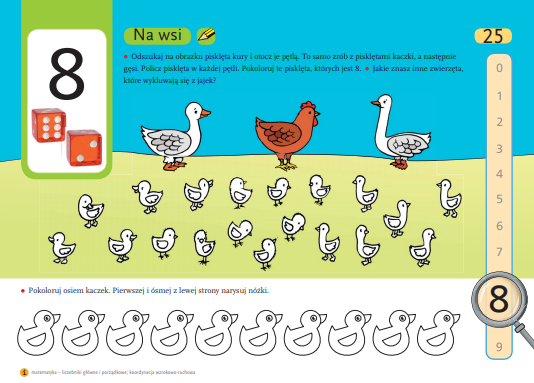 Na wsi
25
8
• Odszukaj na obrazku pisklęta kury i otocz je pętlą. To samo zrób z pisklętami kaczki, a następnie
gęsi. Policz pisklęta w każdej pętli. Pokoloruj te pisklęta, których jest 8. • Jakie znasz inne zwierzęta,
które wykluwają się z jajek?
0
1
2
3
4
5
6
7
8
9
• Pokoloruj osiem kaczek. Pierwszej i ósmej z lewej strony narysuj nóżki.
matematyka – liczebniki główne i porządkowe; koordynacja wzrokowo-ruchowa